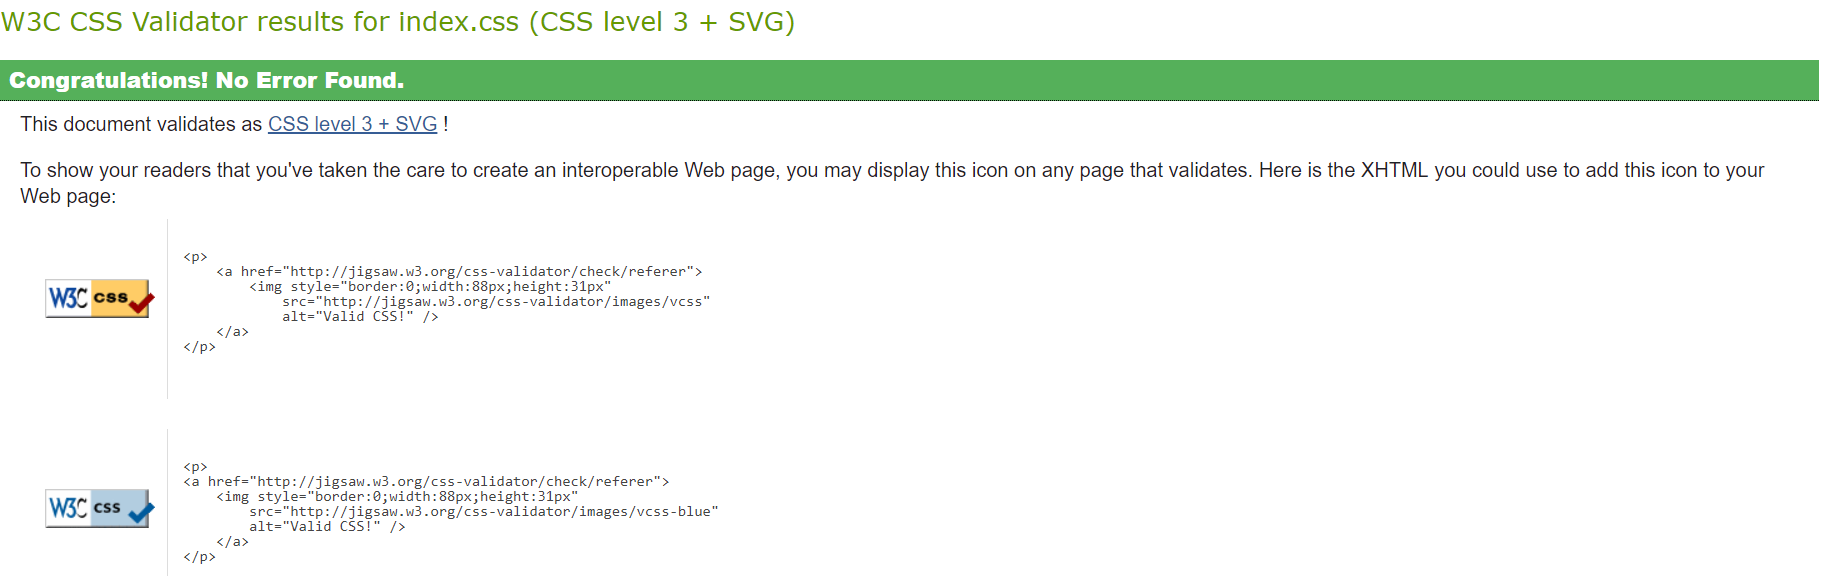 W3C CSS Validator results for index.css (CSS level 3 + SVG)
Congratulations! No Error Found.
This document validates as CSS level 3 + SVG !
To show your readers that you've taken the care to create an interoperable Web page, you may display this icon on any page that validates. Here is the XHTML you could use to add this icon to your
Web page:
W3C css
<p>
    <a href="http://jigsaw.w3.org/css-validator/check/referer">
        <img style="border:0;width:88px;height:31px"
            src="http://jigsaw.w3.org/css-validator/images/vcss"
            alt="Valid CSS!" />
    </a>
</p>
W3C css
<p>
<a href="http://jigsaw.w3.org/css-validator/check/referer">
    <img style="border:0;width:88px;height:31px"
        src="http://jigsaw.w3.org/css-validator/images/vcss-blue"
        alt="Valid CSS!" />
    </a>
</p>